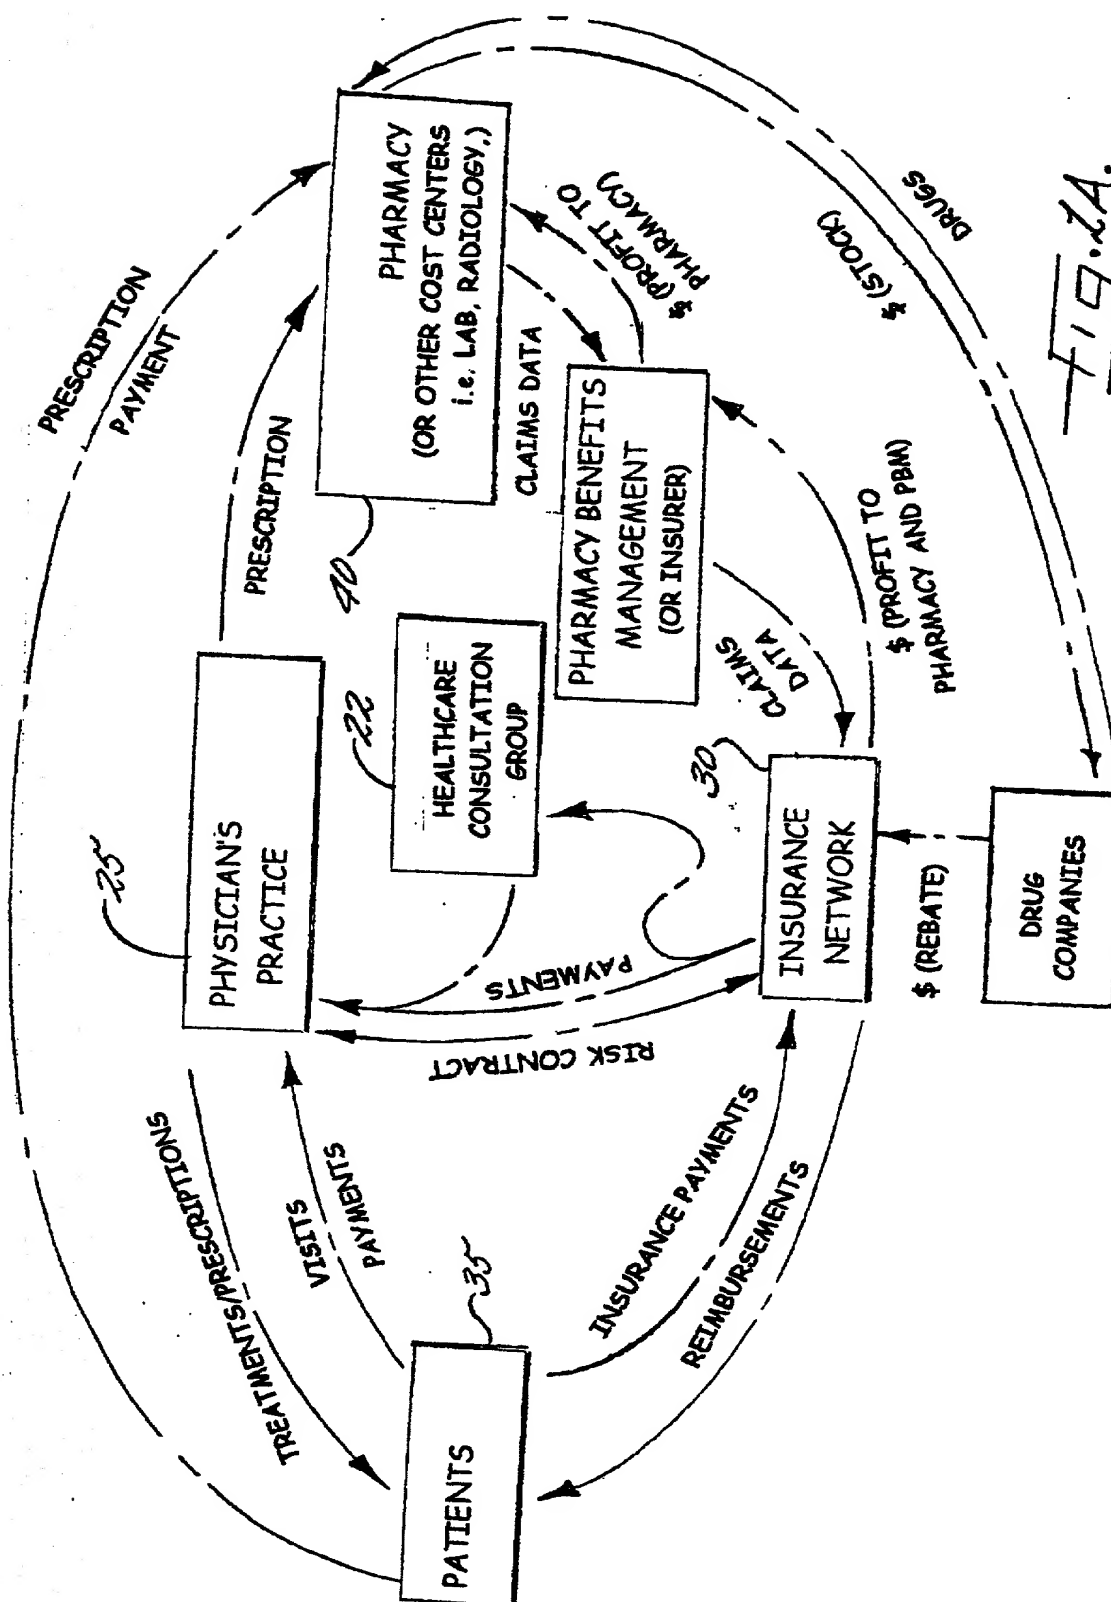 PRESCRIPTION
PAYMENT
PRESCRIPTION
25
PHYSICIAN'S
PRACTICE
40
PHARMACY
(OR OTHER COST CENTERS
i.e. LAB, RADIOLOGY,)
TREATMENTS/PRESCRIPTIONS
VISITS
PAYMENTS
22
HEALTHCARE
CONSULTATION
GROUP
CLAIMS DATA
$ (PROFIT TO
PHARMACY)
PATIENTS
35
RISK CONTRACT
PAYMENTS
PHARMACY BENEFITS
MANAGEMENT
(OR INSURER)
INSURANCE PAYMENTS
REIMBURSEMENTS
30
INSURANCE
NETWORK
CLAIMS
DATA
$ (PROFIT TO
PHARMACY AND PBM)
$ (REBATE)
DRUG
COMPANIES
$ (STOCK)
DRUGS
Fig. 1A.